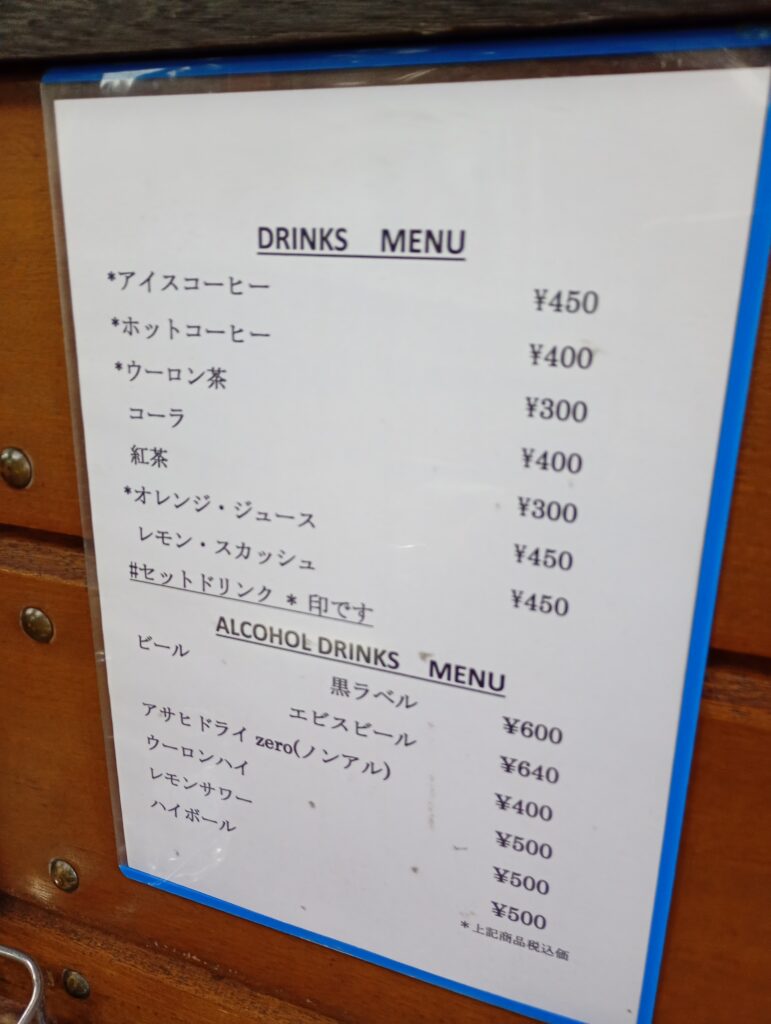 DRINKS MENU
*アイスコーヒー ¥450
*ホットコーヒー ¥400
*ウーロン茶 ¥300
コーラ ¥400
紅茶 ¥300
*オレンジ・ジュース ¥450
レモン・スカッシュ ¥450
#セットドリンク * 印です
ALCOHOL DRINKS MENU
ビール 黒ラベル ¥600
エビスビール ¥640
アサヒドライ zero(ノンアル) ¥400
ウーロンハイ ¥500
レモンサワー ¥500
ハイボール ¥500
*上記商品税込価